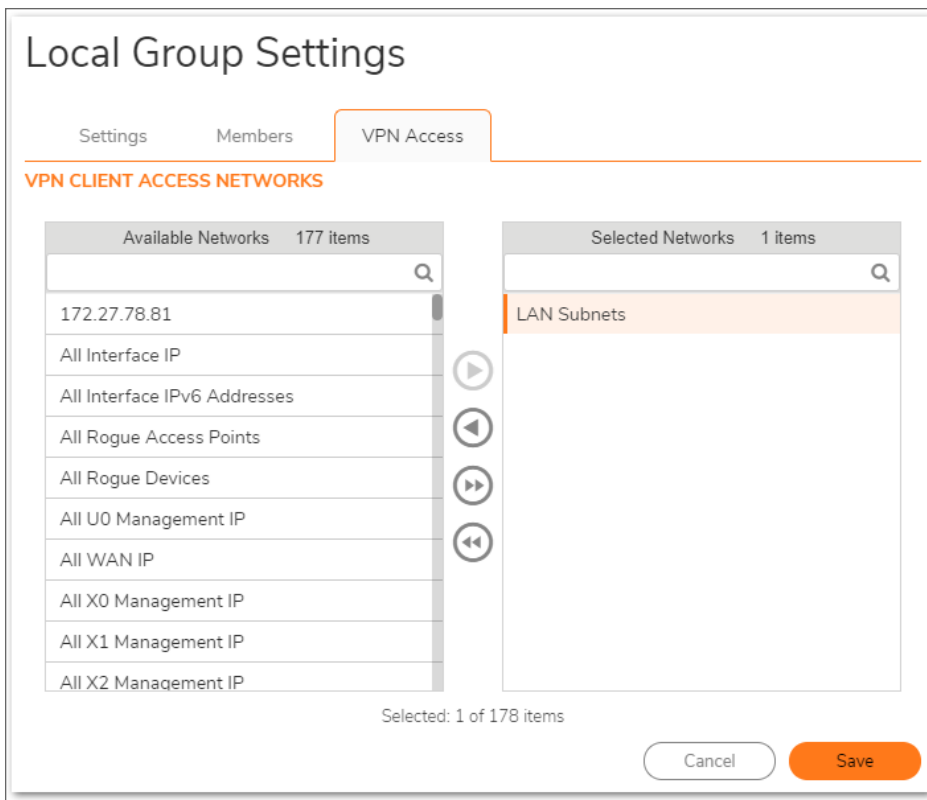 Local Group Settings
Settings Members VPN Access
VPN CLIENT ACCESS NETWORKS
Available Networks 177 items
172.27.78.81
All Interface IP
All Interface IPv6 Addresses
All Rogue Access Points
All Rogue Devices
All U0 Management IP
All WAN IP
All X0 Management IP
All X1 Management IP
All X2 Management IP
Selected Networks 1 items
LAN Subnets
Selected: 1 of 178 items
Cancel Save